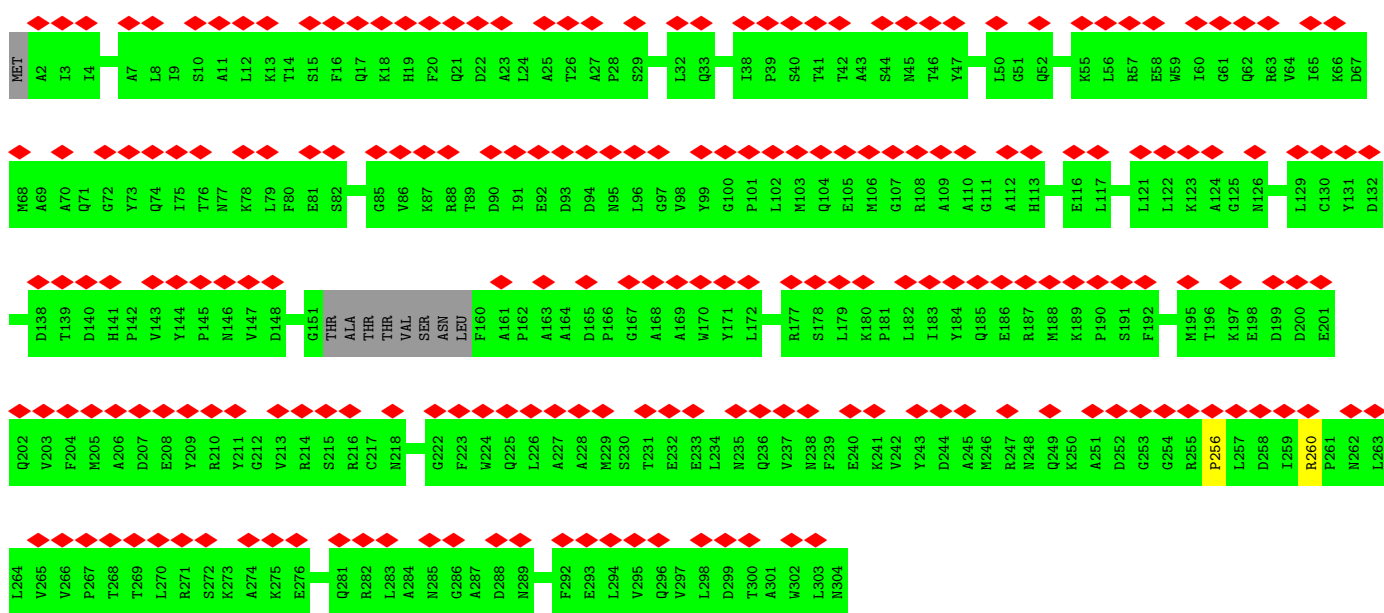 MET A2 I3 I4 A7 L8 I9 S10 A11 L12 K13 T14 S15 F16 Q17 K18 H19 F20 Q21 D22 A23 L24 A25 T26 A27 P28 S29 L32 Q33 I38 P39 S40 T41 T42 A43 S44 N45 T46 Y47 L50 G51 Q52 K55 L56 R57 E58 W59 I60 G61 Q62 R63 V64 I65 K66 D67
M68 A69 A70 Q71 G72 Y73 Q74 I75 T76 N77 K78 L79 F80 E81 S82 G85 V86 K87 R88 T89 D90 I91 E92 D93 D94 N95 L96 G97 V98 Y99 G100 P101 L102 M103 Q104 E105 M106 G107 R108 A109 A110 G111 A112 H113 E116 L117 L121 L122 K123 A124 G125 N126 L129 C130 Y131 D132
D138 T139 D140 H141 P142 V143 Y144 P145 N146 V147 D148 G151 THR ALA THR THR VAL SER ASN LEU F160 A161 P162 A163 A164 D165 P166 G167 A168 A169 W170 Y171 L172 R177 S178 L179 K180 P181 L182 I183 Y184 Q185 E186 R187 M188 K189 P190 S191 F192 M195 T196 K197 E198 D199 D200 E201
Q202 V203 F204 M205 A206 D207 E208 Y209 R210 Y211 G212 V213 R214 S215 R216 C217 N218 G222 F223 W224 Q225 L226 A227 A228 M229 S230 T231 E232 E233 L234 N235 Q236 V237 N238 F239 E240 K241 V242 Y243 D244 A245 M246 R247 N248 Q249 K250 A251 D252 G253 G254 R255 P256 L257 D258 I259 R260 P261 N262 L263
L264 V265 V266 P267 T268 T269 L270 R271 S272 K273 A274 K275 E276 Q281 R282 L283 A284 N285 G286 A287 D288 N289 F292 E293 L294 V295 Q296 V297 L298 D299 T300 A301 W302 L303 N304